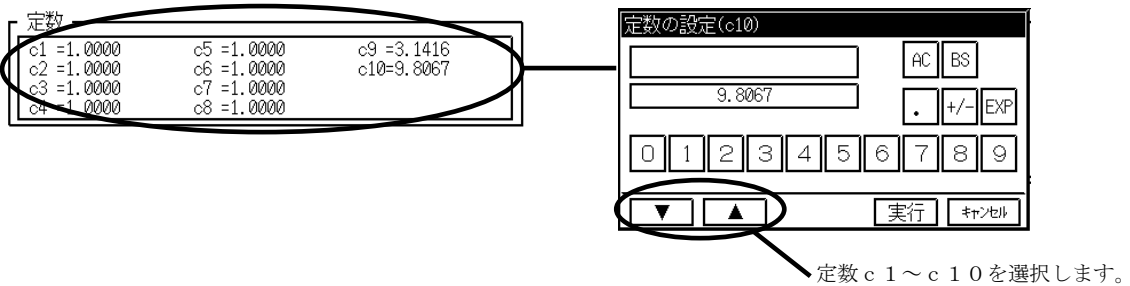 定数
c1 =1.0000 c5 =1.0000 c9 =3.1416
c2 =1.0000 c6 =1.0000 c10=9.8067
c3 =1.0000 c7 =1.0000
c4 =1.0000 c8 =1.0000
定数の設定(c10)
AC BS
9.8067
. +/- EXP
0 1 2 3 4 5 6 7 8 9
▼ ▲ 実行 ｷｬﾝｾﾙ
定数ｃ１～ｃ１０を選択します。